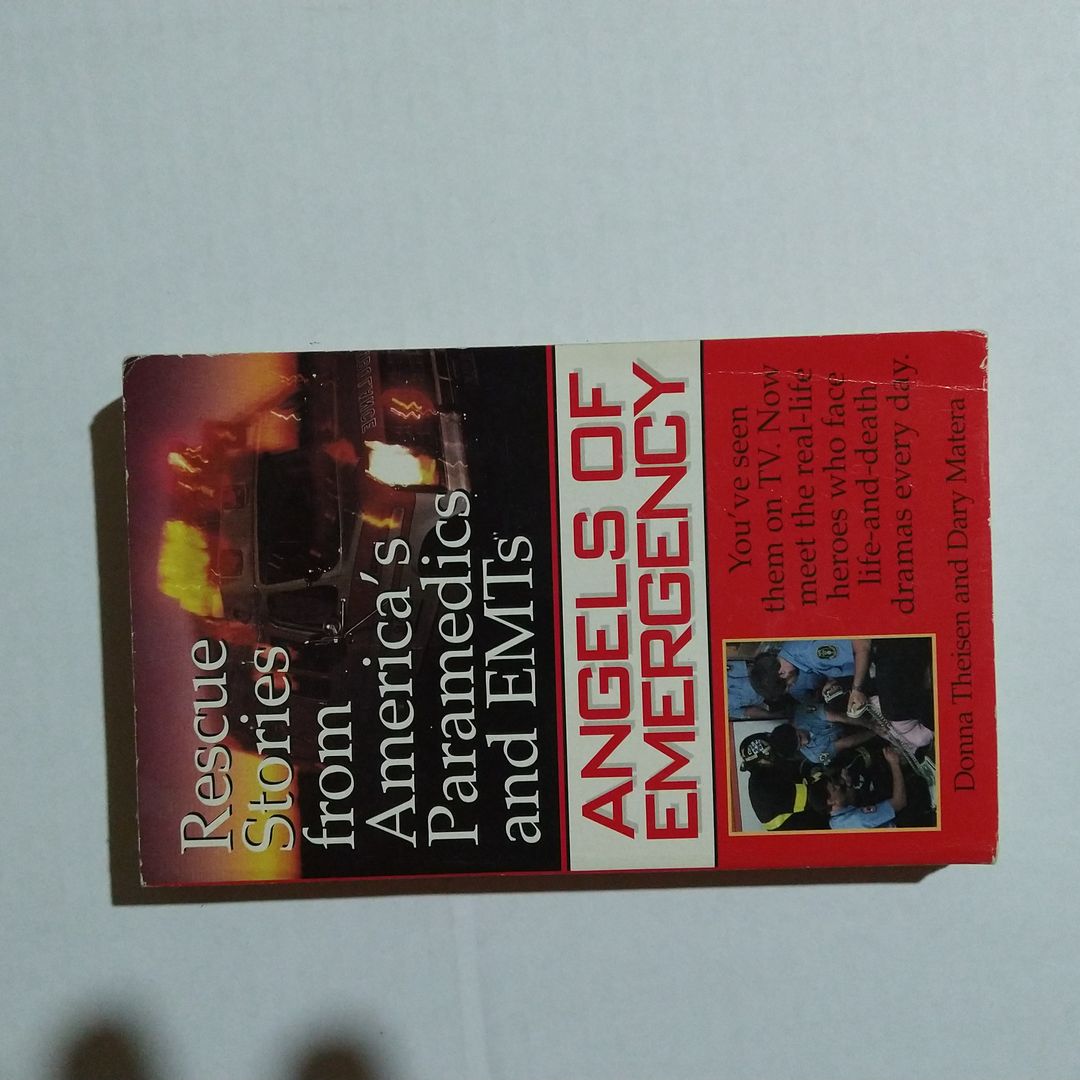 Rescue
Stories
from
America's
Paramedics
and EMTs
ANGELS OF
EMERGENCY
You've seen
them on TV. Now
meet the real-life
heroes who face
life-and-death
dramas every day.
Donna Theisen and Dary Matera